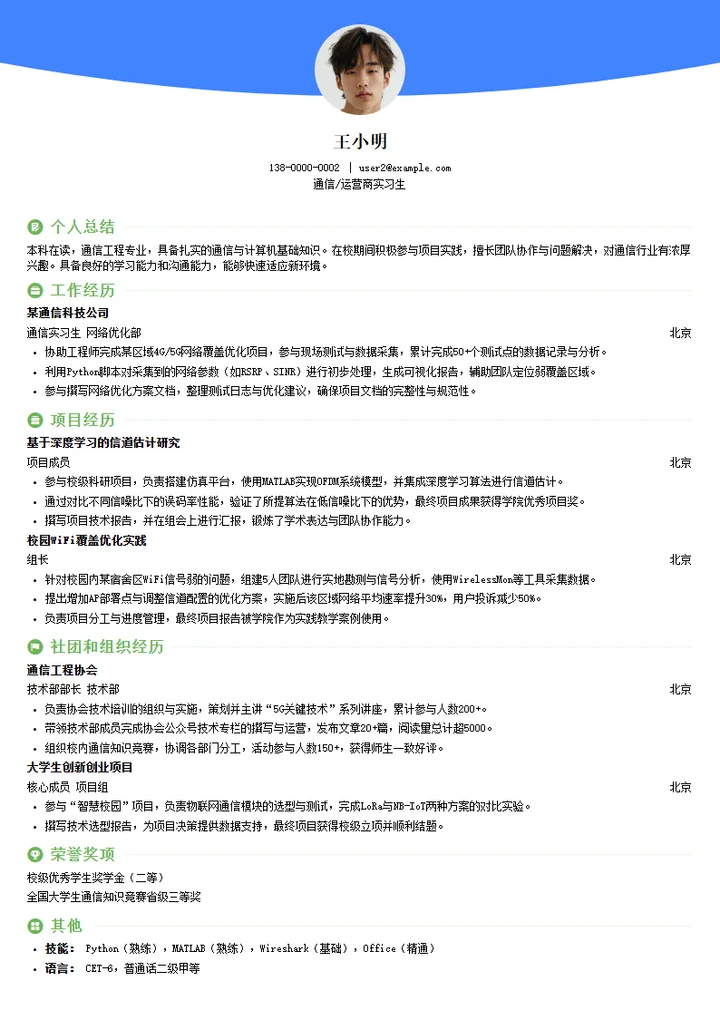 王小明
138-0000-0002 | user2@example.com
通信/运营商实习生
个人总结
本科在读，通信工程专业，具备扎实的通信与计算机基础知识。在校期间积极参与项目实践，擅长团队协作与问题解决，对通信行业有浓厚
兴趣。具备良好的学习能力和沟通能力，能够快速适应新环境。
工作经历
某通信科技公司
通信实习生 网络优化部 北京
• 协助工程师完成某区域4G/5G网络覆盖优化项目，参与现场测试与数据采集，累计完成50+个测试点的数据记录与分析。
• 利用Python脚本对采集到的网络参数（如RSRP、SINR）进行初步处理，生成可视化报告，辅助团队定位弱覆盖区域。
• 参与撰写网络优化方案文档，整理测试日志与优化建议，确保项目文档的完整性与规范性。
项目经历
基于深度学习的信道估计研究
项目成员 北京
• 参与校级科研项目，负责搭建仿真平台，使用MATLAB实现OFDM系统模型，并集成深度学习算法进行信道估计。
• 通过对比不同信噪比下的误码率性能，验证了所提算法在低信噪比下的优势，最终项目成果获得学院优秀项目奖。
• 撰写项目技术报告，并在组会上进行汇报，锻炼了学术表达与团队协作能力。
校园WiFi覆盖优化实践
组长 北京
• 针对校园内某宿舍区WiFi信号弱的问题，组建5人团队进行实地勘测与信号分析，使用WirelessMon等工具采集数据。
• 提出增加AP部署点与调整信道配置的优化方案，实施后该区域网络平均速率提升30%，用户投诉减少50%。
• 负责项目分工与进度管理，最终项目报告被学院作为实践教学案例使用。
社团和组织经历
通信工程协会
技术部部长 技术部 北京
• 负责协会技术培训的组织与实施，策划并主讲“5G关键技术”系列讲座，累计参与人数200+。
• 带领技术部成员完成协会公众号技术专栏的撰写与运营，发布文章20+篇，阅读量总计超5000。
• 组织校内通信知识竞赛，协调各部门分工，活动参与人数150+，获得师生一致好评。
大学生创新创业项目
核心成员 项目组 北京
• 参与“智慧校园”项目，负责物联网通信模块的选型与测试，完成LoRa与NB-IoT两种方案的对比实验。
• 撰写技术选型报告，为项目决策提供数据支持，最终项目获得校级立项并顺利结题。
荣誉奖项
校级优秀学生奖学金（二等）
全国大学生通信知识竞赛省级三等奖
其他
• 技能： Python（熟练），MATLAB（熟练），Wireshark（基础），Office（精通）
• 语言： CET-6，普通话二级甲等